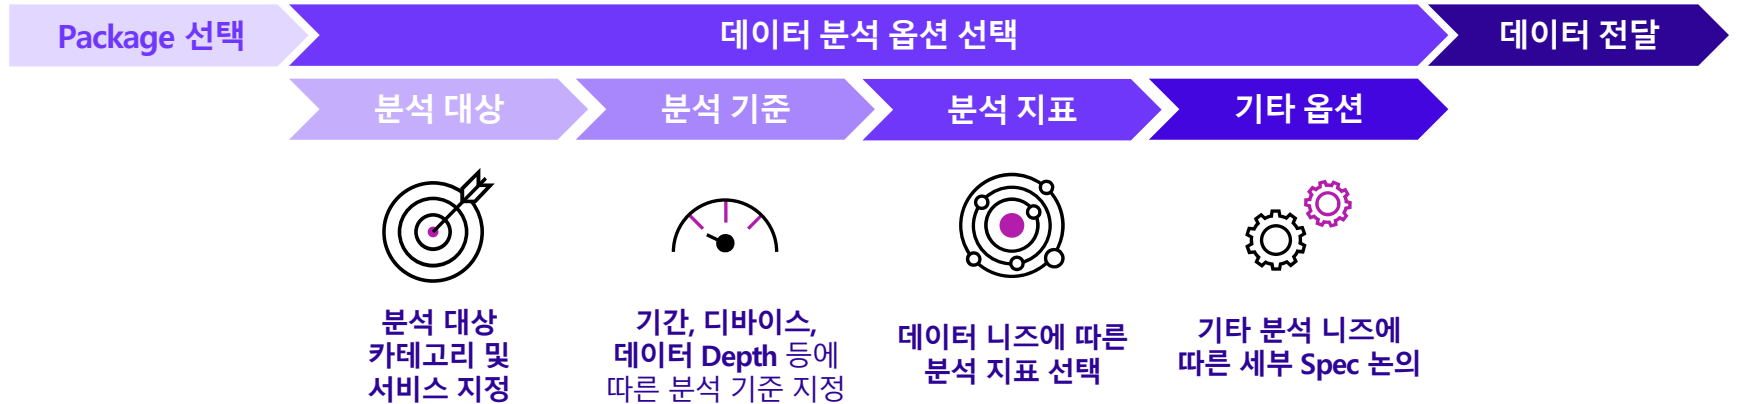 Package 선택
데이터 분석 옵션 선택
데이터 전달
분석 대상
분석 기준
분석 지표
기타 옵션
분석 대상
카테고리 및
서비스 지정
기간, 디바이스,
데이터 Depth 등에
따른 분석 기준 지정
데이터 니즈에 따른
분석 지표 선택
기타 분석 니즈에
따른 세부 Spec 논의